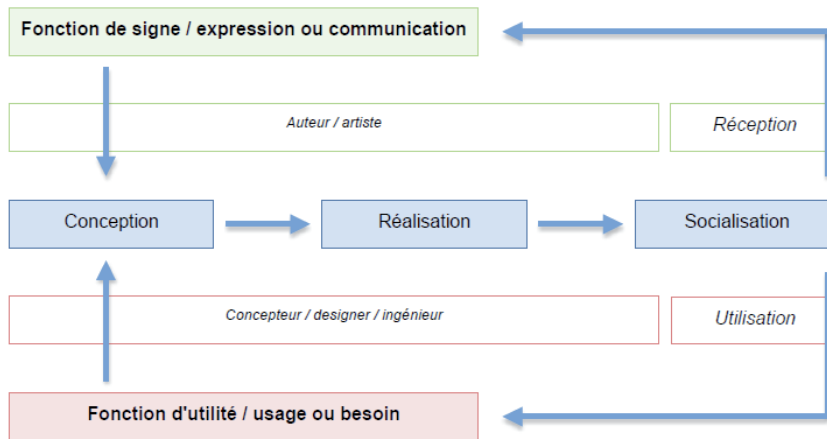 Fonction de signe / expression ou communication
Auteur / artiste
Réception
Conception
Réalisation
Socialisation
Concepteur / designer / ingénieur
Utilisation
Fonction d'utilité / usage ou besoin